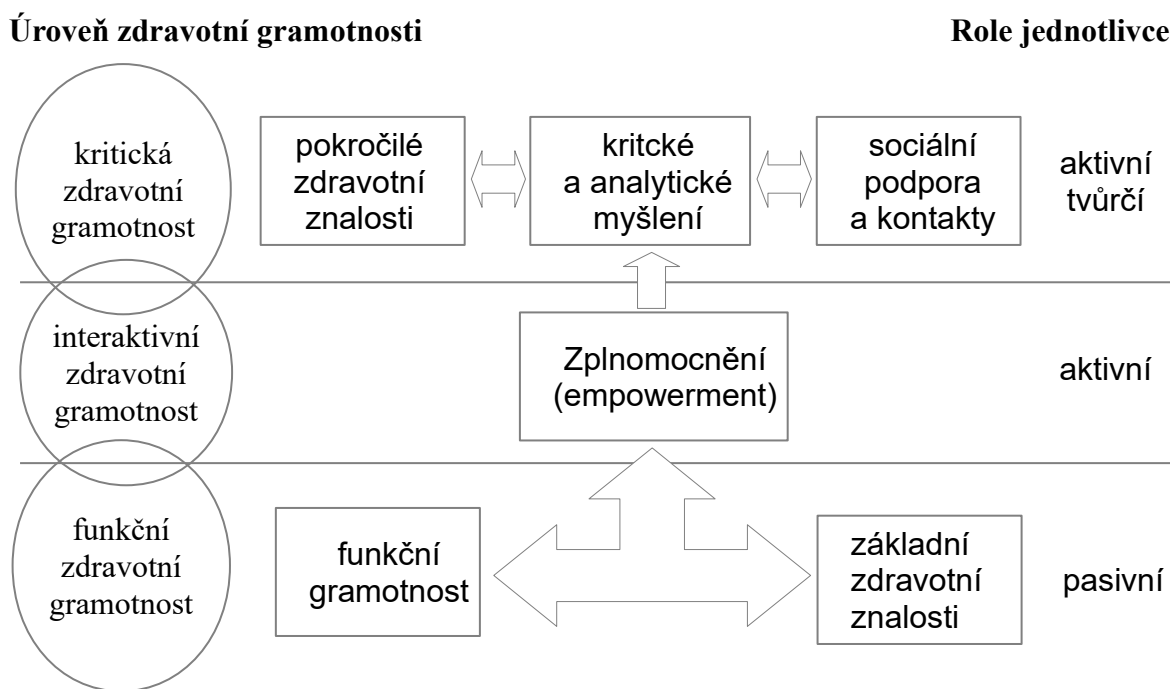 Úroveň zdravotní gramotnosti
Role jednotlivce
kritická
zdravotní
gramotnost
pokročilé
zdravotní
znalosti
kritcké
a analytické
myšlení
sociální
podpora
a kontakty
aktivní
tvůrčí
interaktivní
zdravotní
gramotnost
Zplnomocnění
(empowerment)
aktivní
funkční
zdravotní
gramotnost
funkční
gramotnost
základní
zdravotní
znalosti
pasivní